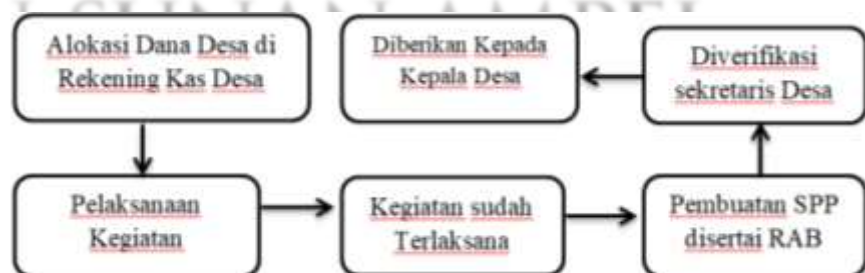 Alokasi Dana Desa di
Rekening Kas Desa
Diberikan Kepada
Kepala Desa
Diverifikasi
sekretaris Desa
Pelaksanaan
Kegiatan
Kegiatan sudah
Terlaksana
Pembuatan SPP
disertai RAB